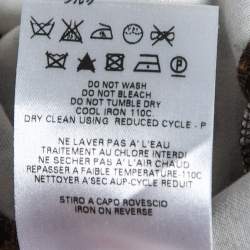 DO NOT WASH
DO NOT BLEACH
DO NOT TUMBLE DRY
COOL IRON 110C
DRY CLEAN USING REDUCED CYCLE - P
NE LAVER PAS À L'EAU
TRAITEMENT AU CHLORE INTERDI
NE SECHER PAS A L'AIR CHAUD
REPASSER A FAIBLE TEMPERATURE-110C
NETTOYER A SEC AUP-CYCLE REDUIT
STIRO A CAPO ROVESCIO
IRON ON REVERSE